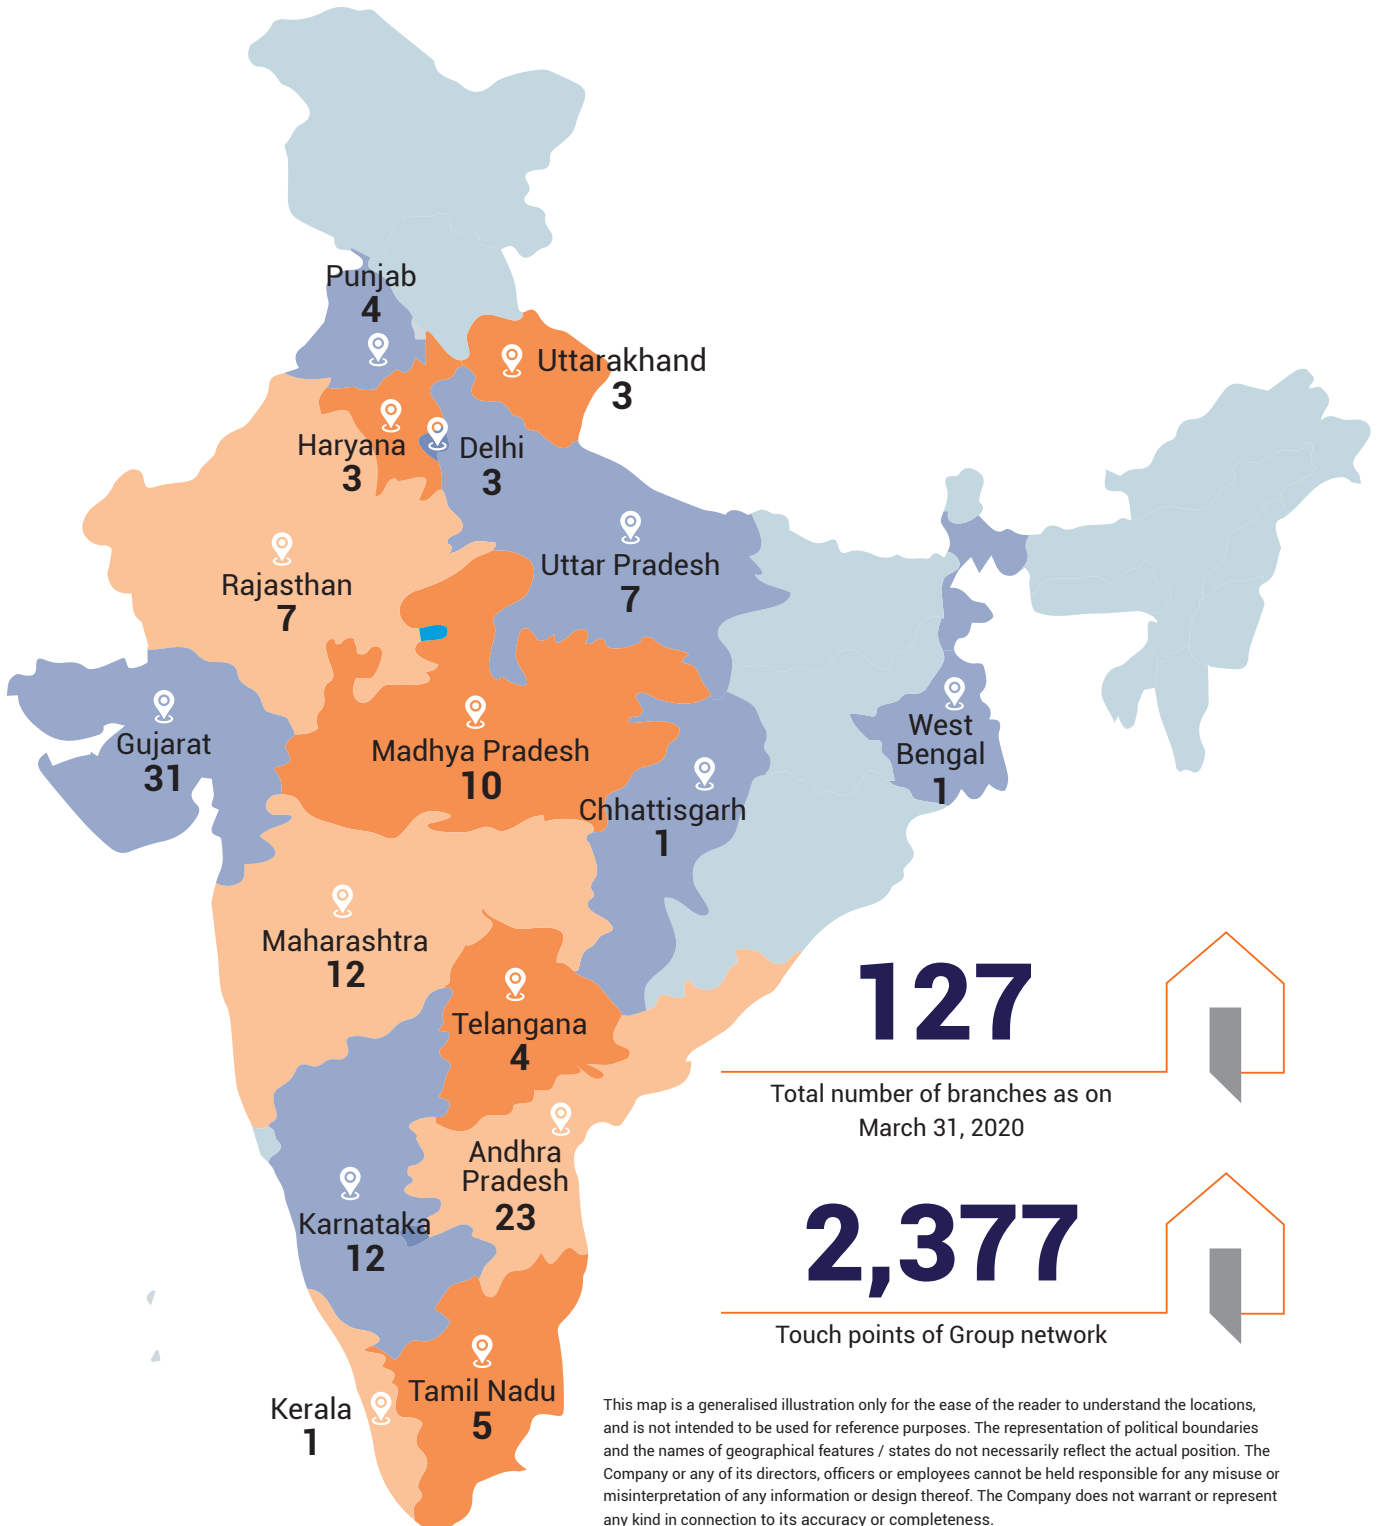 Punjab
4
Uttarakhand
3
Haryana
3
Delhi
3
Rajasthan
7
Uttar Pradesh
7
Gujarat
31
Madhya Pradesh
10
West
Bengal
1
Chhattisgarh
1
Maharashtra
12
Telangana
4
Andhra
Pradesh
23
Karnataka
12
Tamil Nadu
5
Kerala
1
127
Total number of branches as on
March 31, 2020
2,377
Touch points of Group network
This map is a generalised illustration only for the ease of the reader to understand the locations,
and is not intended to be used for reference purposes. The representation of political boundaries
and the names of geographical features / states do not necessarily reflect the actual position. The
Company or any of its directors, officers or employees cannot be held responsible for any misuse or
misinterpretation of any information or design thereof. The Company does not warrant or represent
any kind in connection to its accuracy or completeness.